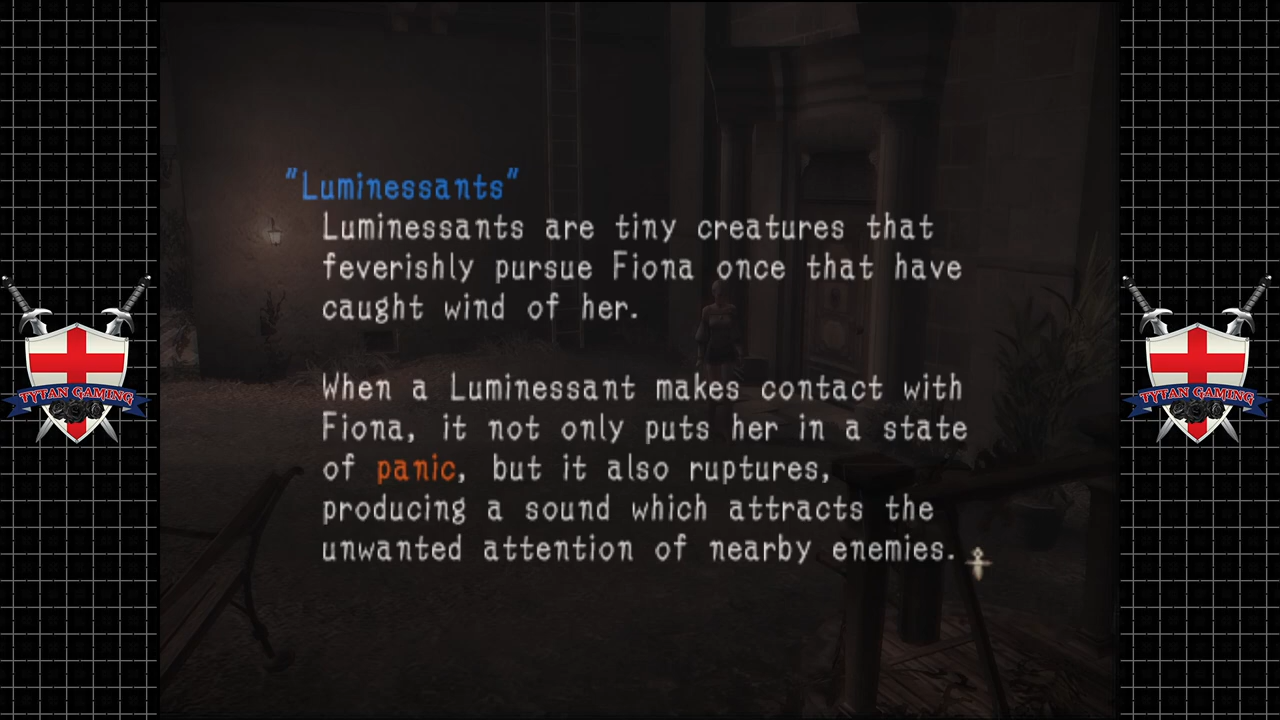 "Luminessants"
Luminessants are tiny creatures that
feverishly pursue Fiona once that have
caught wind of her.
When a Luminessant makes contact with
Fiona, it not only puts her in a state
of panic, but it also ruptures,
producing a sound which attracts the
unwanted attention of nearby enemies.
TYTAN GAMING
TYTAN GAMING